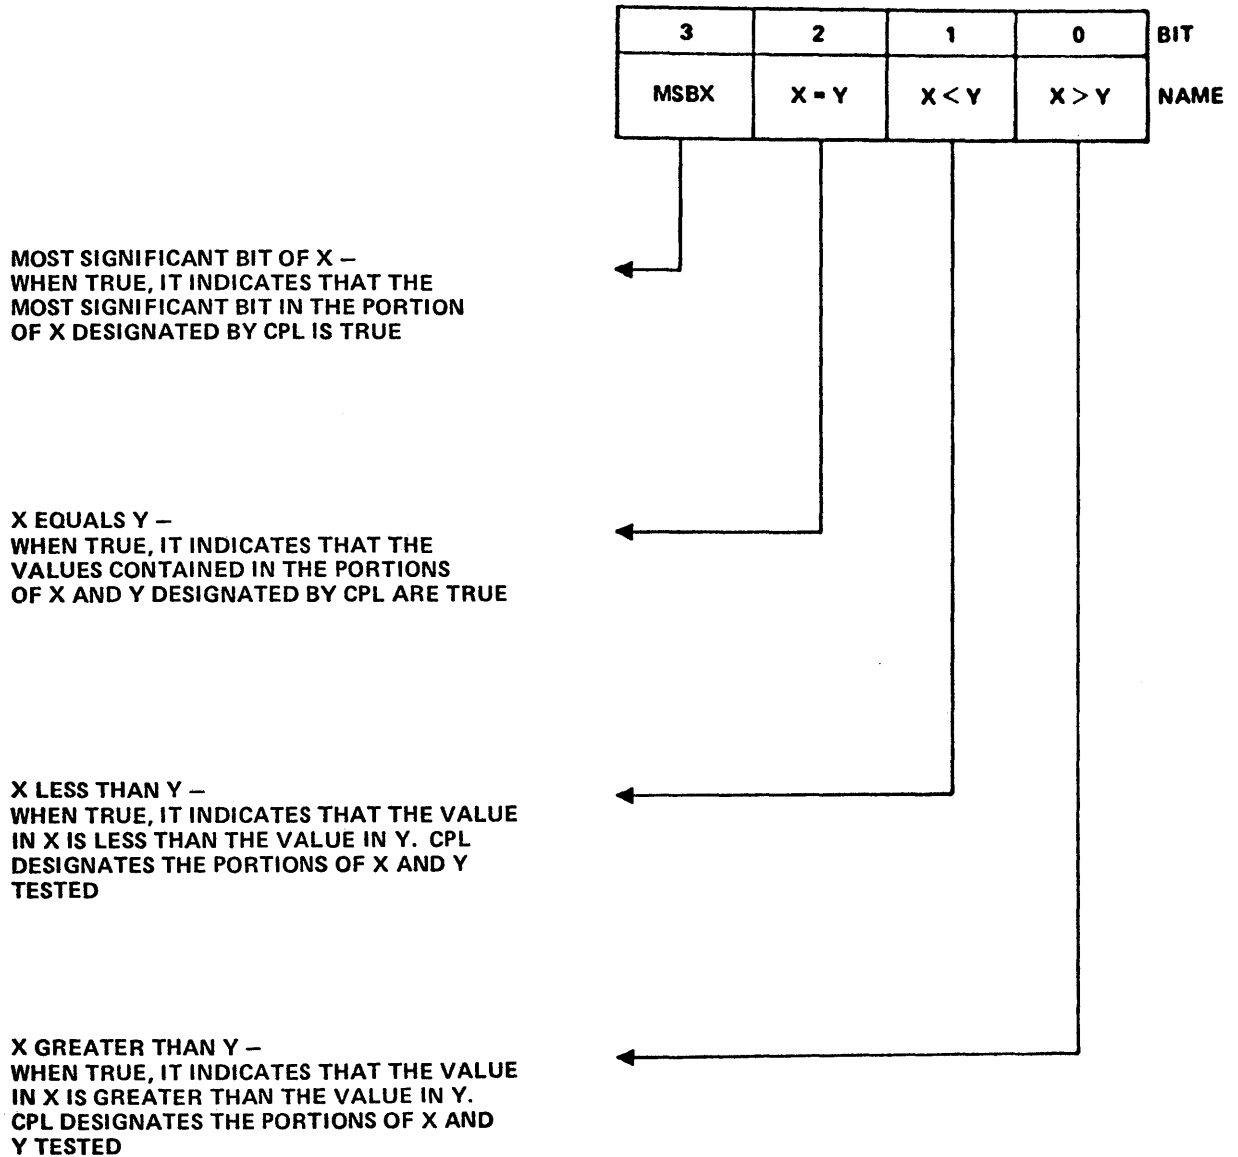 3 2 1 0 BIT
MSBX X = Y X < Y X > Y NAME
MOST SIGNIFICANT BIT OF X –
WHEN TRUE, IT INDICATES THAT THE
MOST SIGNIFICANT BIT IN THE PORTION
OF X DESIGNATED BY CPL IS TRUE
X EQUALS Y –
WHEN TRUE, IT INDICATES THAT THE
VALUES CONTAINED IN THE PORTIONS
OF X AND Y DESIGNATED BY CPL ARE TRUE
X LESS THAN Y –
WHEN TRUE, IT INDICATES THAT THE VALUE
IN X IS LESS THAN THE VALUE IN Y. CPL
DESIGNATES THE PORTIONS OF X AND Y
TESTED
X GREATER THAN Y –
WHEN TRUE, IT INDICATES THAT THE VALUE
IN X IS GREATER THAN THE VALUE IN Y.
CPL DESIGNATES THE PORTIONS OF X AND
Y TESTED